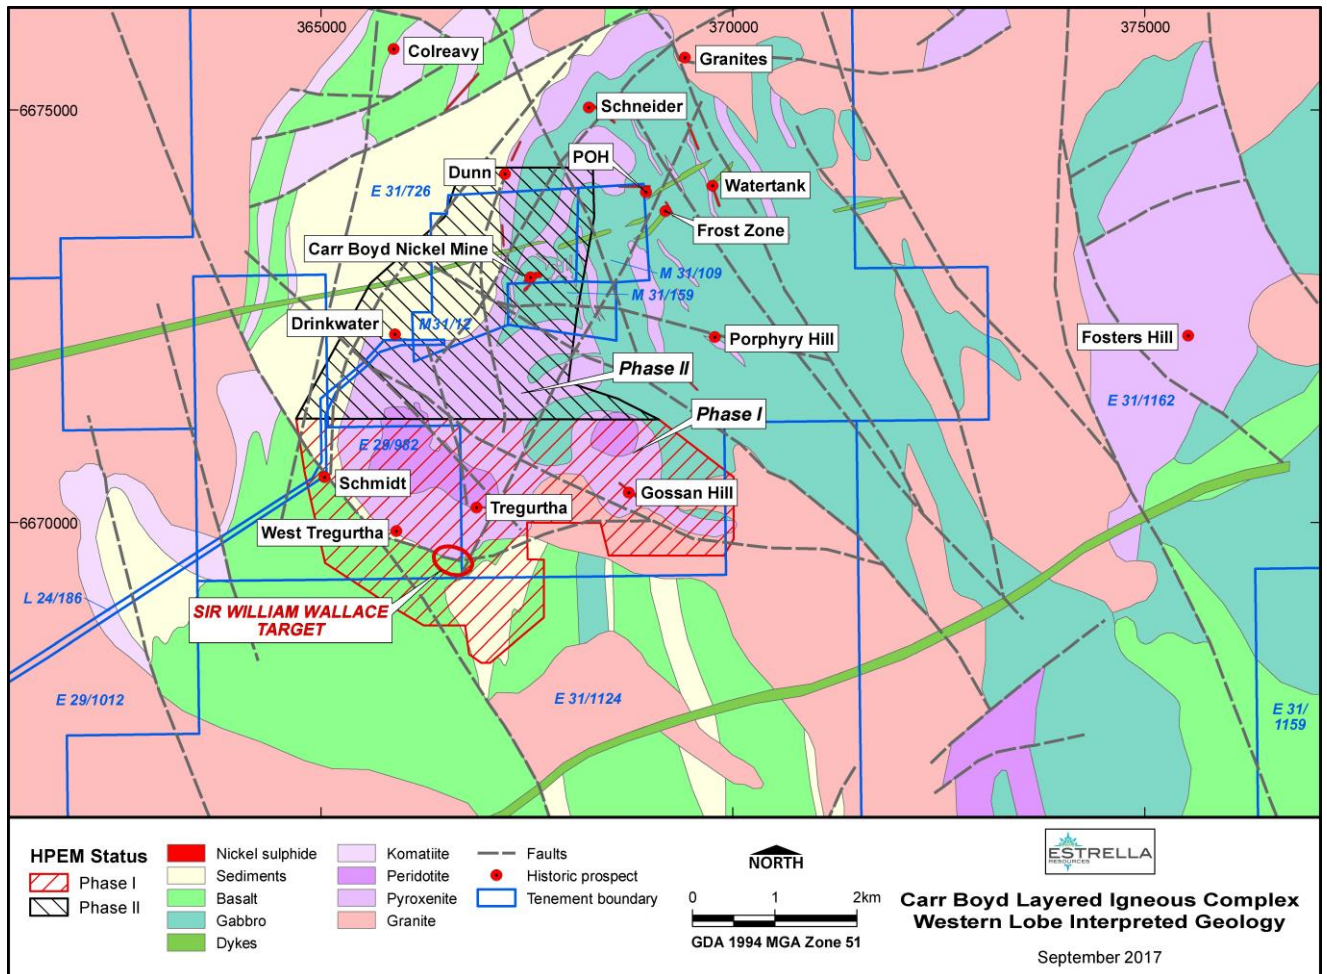 365000
370000
375000
Colreavy
Granites
6675000
Schneider
POH
Dunn
Watertank
E 31/726
Frost Zone
Carr Boyd Nickel Mine
M 31/109
M 31/159
Drinkwater
M31/12
Porphyry Hill
Fosters Hill
Phase II
Phase I
E 31/1162
E 29/982
Schmidt
Gossan Hill
Tregurtha
6670000
West Tregurtha
L 24/186
SIR WILLIAM WALLACE
TARGET
E 29/1012
E 31/1124
E 31/
1159
HPEM Status
Phase I
Phase II
Nickel sulphide
Sediments
Basalt
Gabbro
Dykes
Komatiite
Peridotite
Pyroxenite
Granite
Faults
Historic prospect
Tenement boundary
NORTH
0 1 2km
GDA 1994 MGA Zone 51
ESTRELLA
RESOURCES
Carr Boyd Layered Igneous Complex
Western Lobe Interpreted Geology
September 2017